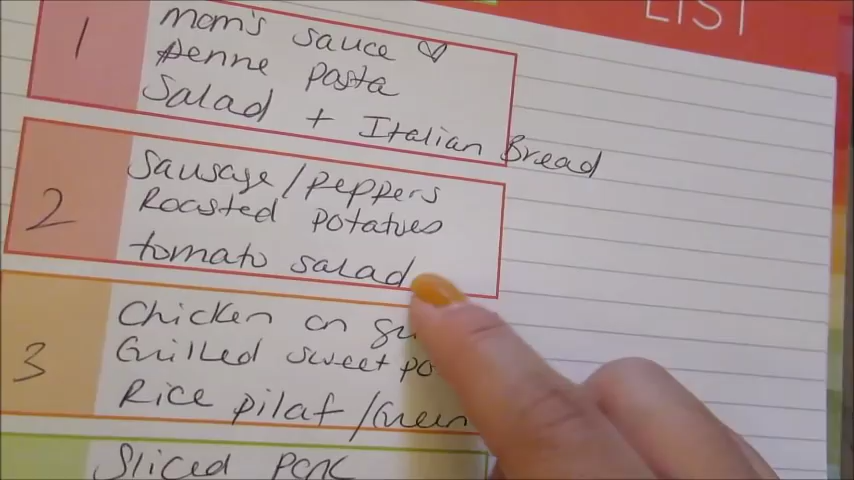 LIST
1
Mom's sauce ♡
Penne Pasta
Salad + Italian Bread
2
Sausage/Peppers
Roasted potatoes
tomato salad
3
Chicken on
Grilled sweet
Rice pilaf/Green
Sliced